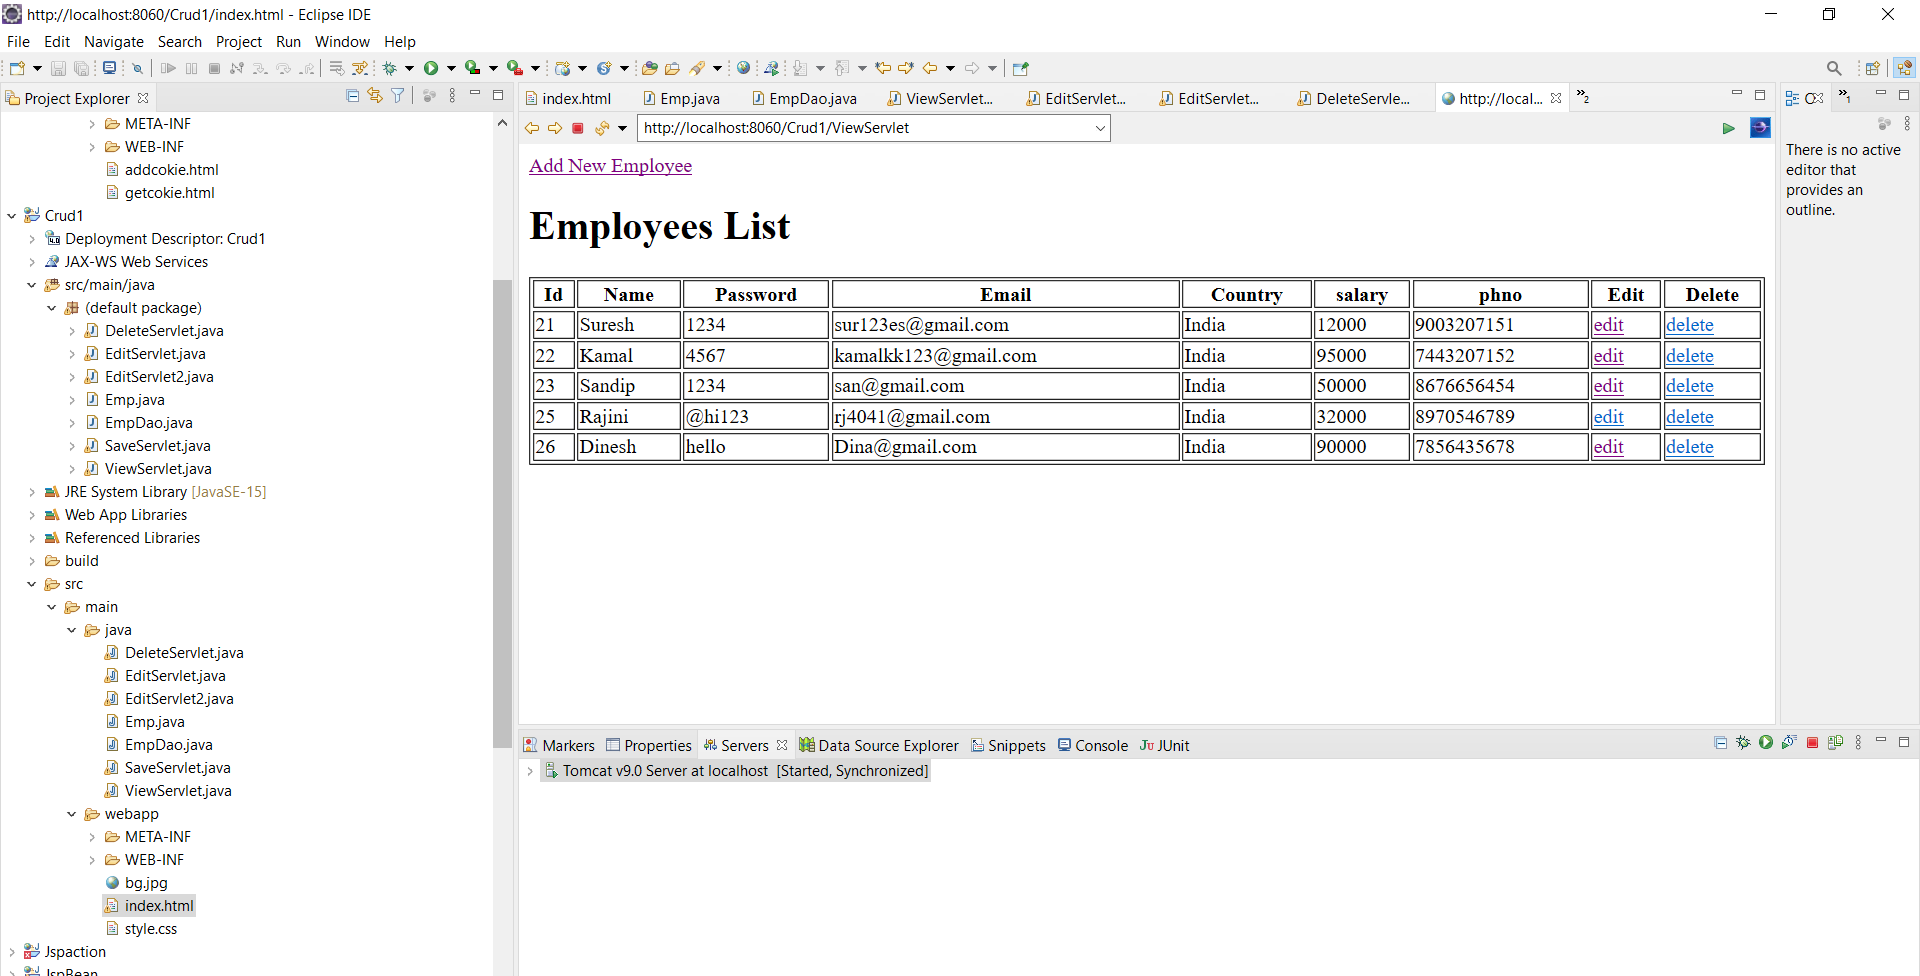 http://localhost:8060/Crud1/index.html - Eclipse IDE
File Edit Navigate Search Project Run Window Help
Project Explorer
META-INF
WEB-INF
addcokie.html
getcokie.html
Crud1
Deployment Descriptor: Crud1
JAX-WS Web Services
src/main/java
(default package)
DeleteServlet.java
EditServlet.java
EditServlet2.java
Emp.java
EmpDao.java
SaveServlet.java
ViewServlet.java
JRE System Library [JavaSE-15]
Web App Libraries
Referenced Libraries
build
src
main
java
DeleteServlet.java
EditServlet.java
EditServlet2.java
Emp.java
EmpDao.java
SaveServlet.java
ViewServlet.java
webapp
META-INF
WEB-INF
bg.jpg
index.html
style.css
Jspaction
JspBean
index.html Emp.java EmpDao.java ViewServlet... EditServlet... EditServlet... DeleteServle... http://local... »2
http://localhost:8060/Crud1/ViewServlet
Add New Employee
Employees List
Id Name Password Email Country salary phno Edit Delete
21 Suresh 1234 sur123es@gmail.com India 12000 9003207151 edit delete
22 Kamal 4567 kamalkk123@gmail.com India 95000 7443207152 edit delete
23 Sandip 1234 san@gmail.com India 50000 8676656454 edit delete
25 Rajini @hi123 rj4041@gmail.com India 32000 8970546789 edit delete
26 Dinesh hello Dina@gmail.com India 90000 7856435678 edit delete
Markers Properties Servers Data Source Explorer Snippets Console JUnit
Tomcat v9.0 Server at localhost [Started, Synchronized]
»1
There is no active
editor that
provides an
outline.